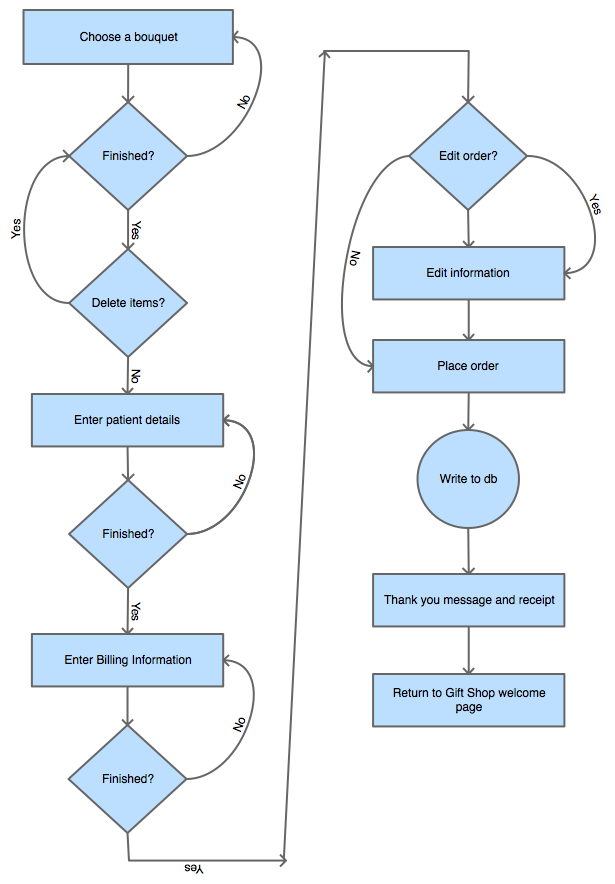 Choose a bouquet
No
Finished?
Yes
Yes
Delete items?
No
Enter patient details
No
Finished?
Yes
Enter Billing Information
No
Finished?
Yes
Edit order?
Yes
No
Edit information
Place order
Write to db
Thank you message and receipt
Return to Gift Shop welcome
page